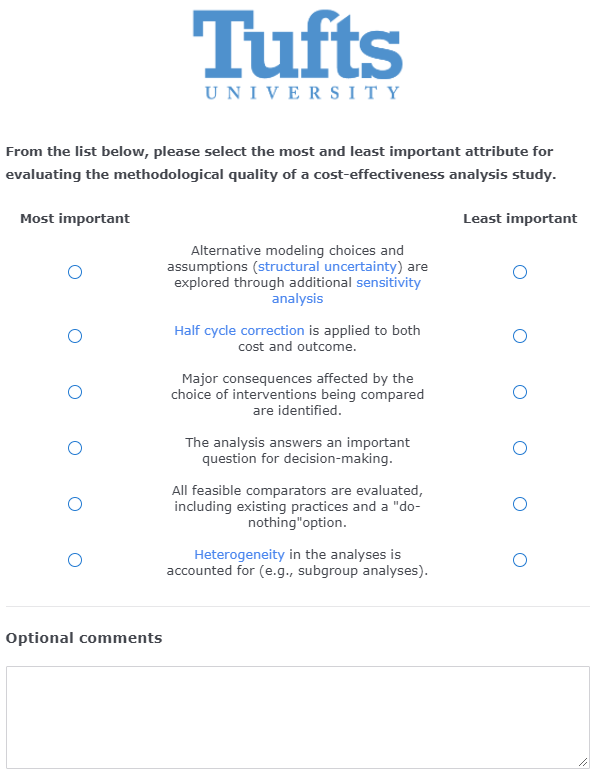 Tufts
UNIVERSITY
From the list below, please select the most and least important attribute for
evaluating the methodological quality of a cost-effectiveness analysis study.
Most important
Least important
Alternative modeling choices and
assumptions (structural uncertainty) are
explored through additional sensitivity
analysis
Half cycle correction is applied to both
cost and outcome.
Major consequences affected by the
choice of interventions being compared
are identified.
The analysis answers an important
question for decision-making.
All feasible comparators are evaluated,
including existing practices and a "do-
nothing"option.
Heterogeneity in the analyses is
accounted for (e.g., subgroup analyses).
Optional comments